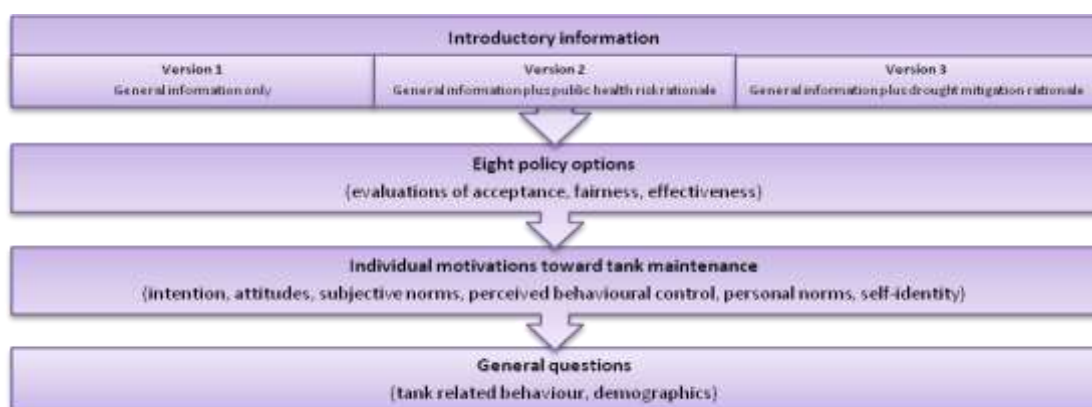 Introductory information
Version 1
General information only
Version 2
General information plus public health risk rationale
Version 3
General information plus drought mitigation rationale
Eight policy options
(evaluations of acceptance, fairness, effectiveness)
Individual motivations toward tank maintenance
(intention, attitudes, subjective norms, perceived behavioural control, personal norms, self-identity)
General questions
(tank related behaviour, demographics)